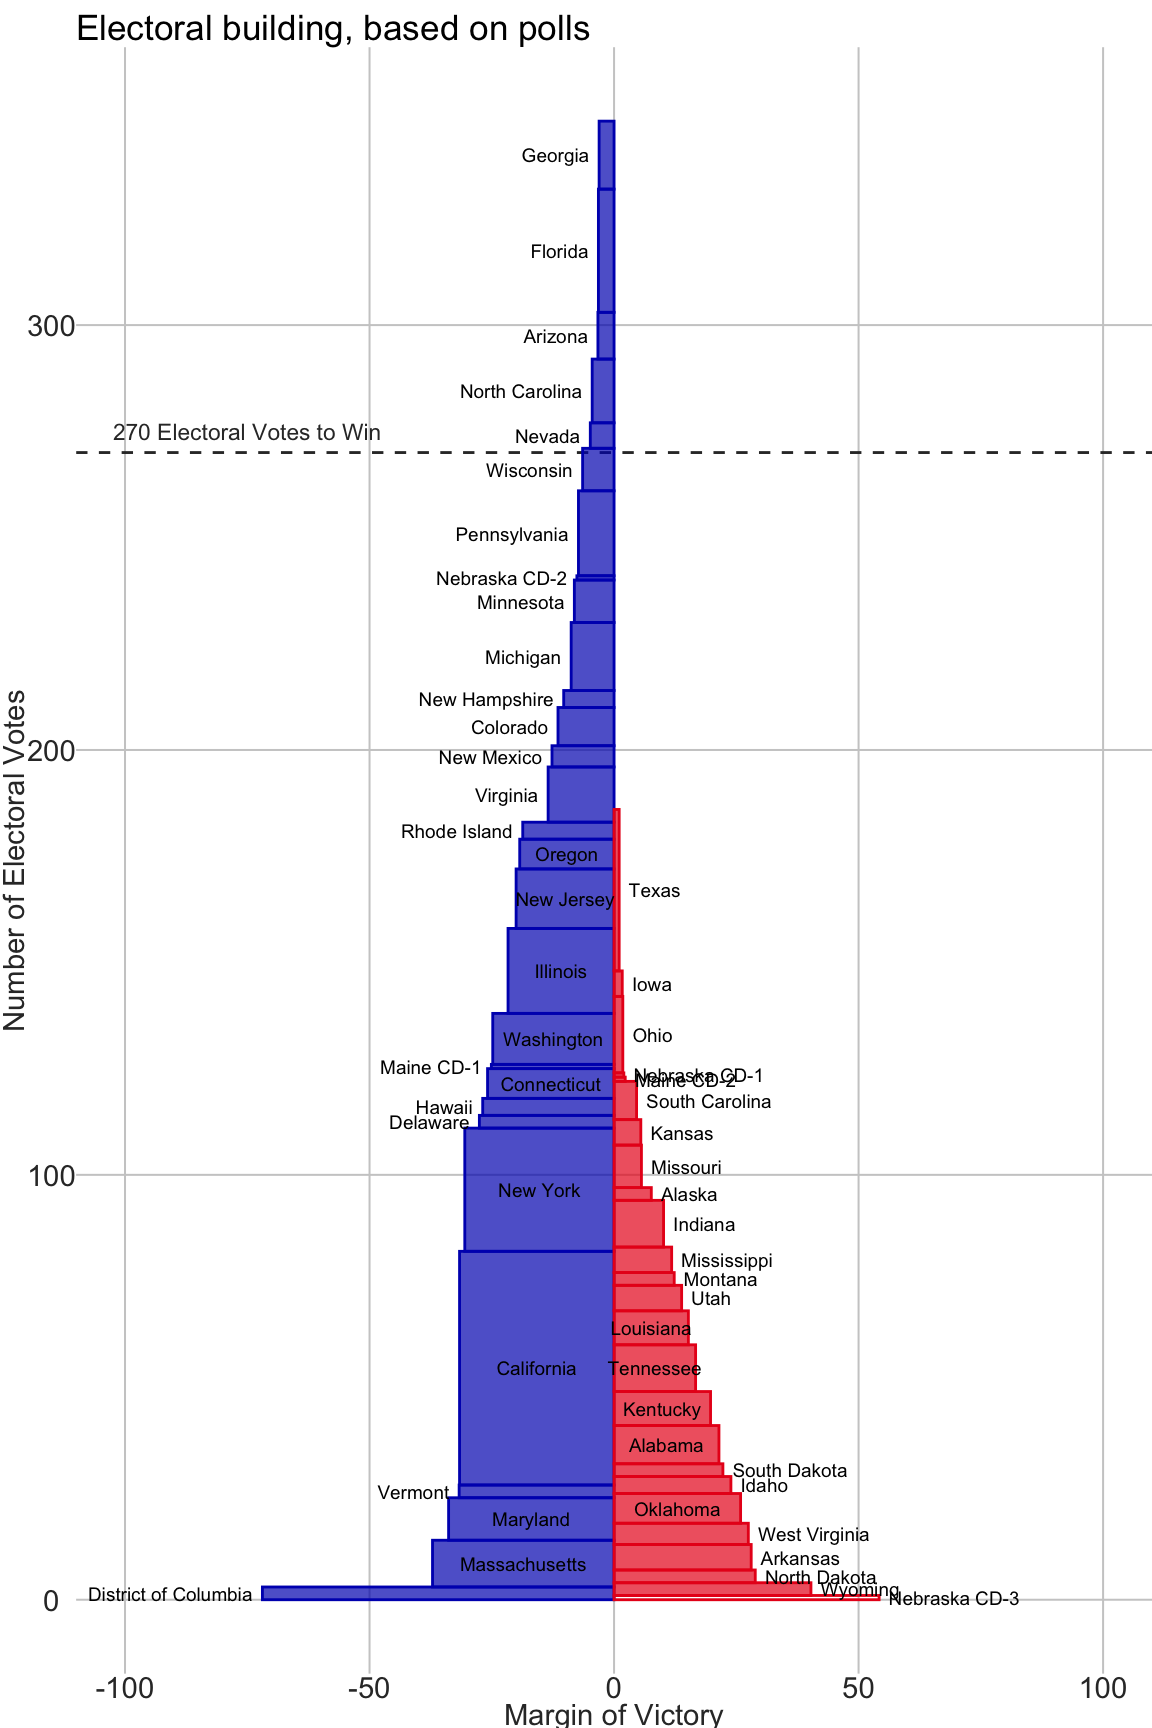 Electoral building, based on polls
Georgia
Florida
300
Arizona
North Carolina
270 Electoral Votes to Win
Nevada
Wisconsin
Pennsylvania
Nebraska CD-2
Minnesota
Michigan
New Hampshire
Colorado
200
New Mexico
Virginia
Rhode Island
Oregon
New Jersey
Texas
Illinois
Iowa
Ohio
Washington
Maine CD-1
Nebraska CD-1
Maine CD-2
Connecticut
South Carolina
Hawaii
Delaware
Kansas
Missouri
100
New York
Alaska
Indiana
Mississippi
Montana
Utah
Louisiana
California
Tennessee
Kentucky
Alabama
South Dakota
Idaho
Vermont
Oklahoma
Maryland
West Virginia
Arkansas
Massachusetts
North Dakota
Wyoming
District of Columbia
Nebraska CD-3
0
Number of Electoral Votes
-100
-50
0
50
100
Margin of Victory